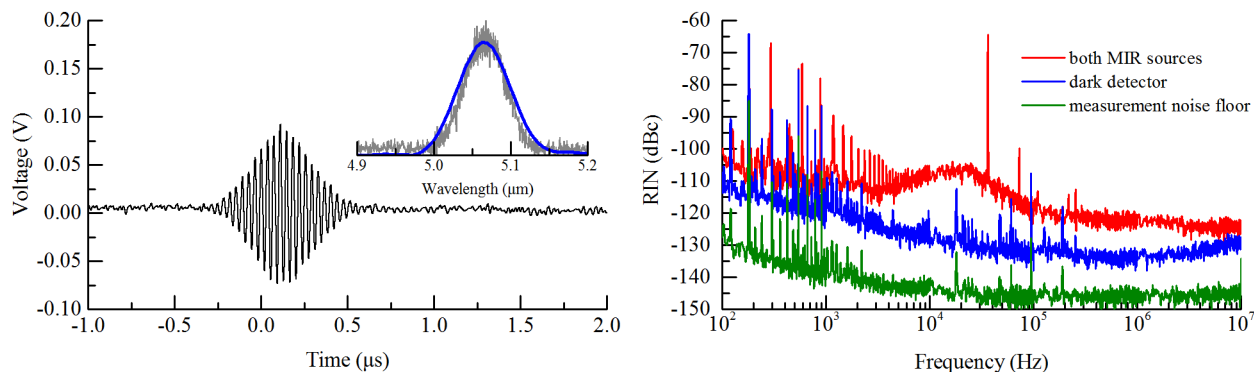 0.20
0.15
0.10
0.05
0.00
-0.05
-0.10
Voltage (V)
-1.0 -0.5 0.0 0.5 1.0 1.5 2.0
Time (μs)
4.9 5.0 5.1 5.2
Wavelength (μm)
-60
-70
-80
-90
-100
-110
-120
-130
-140
-150
RIN (dBc)
both MIR sources
dark detector
measurement noise floor
10² 10³ 10⁴ 10⁵ 10⁶ 10⁷
Frequency (Hz)